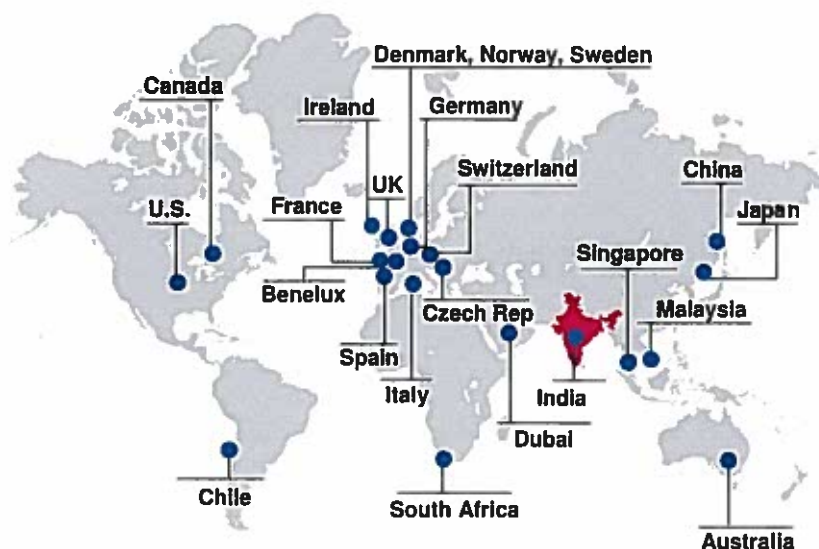 Denmark, Norway, Sweden
Canada
Ireland
Germany
UK
Switzerland
China
U.S.
France
Japan
Singapore
Benelux
Czech Rep
Malaysia
Spain
Italy
India
Dubai
Chile
South Africa
Australia